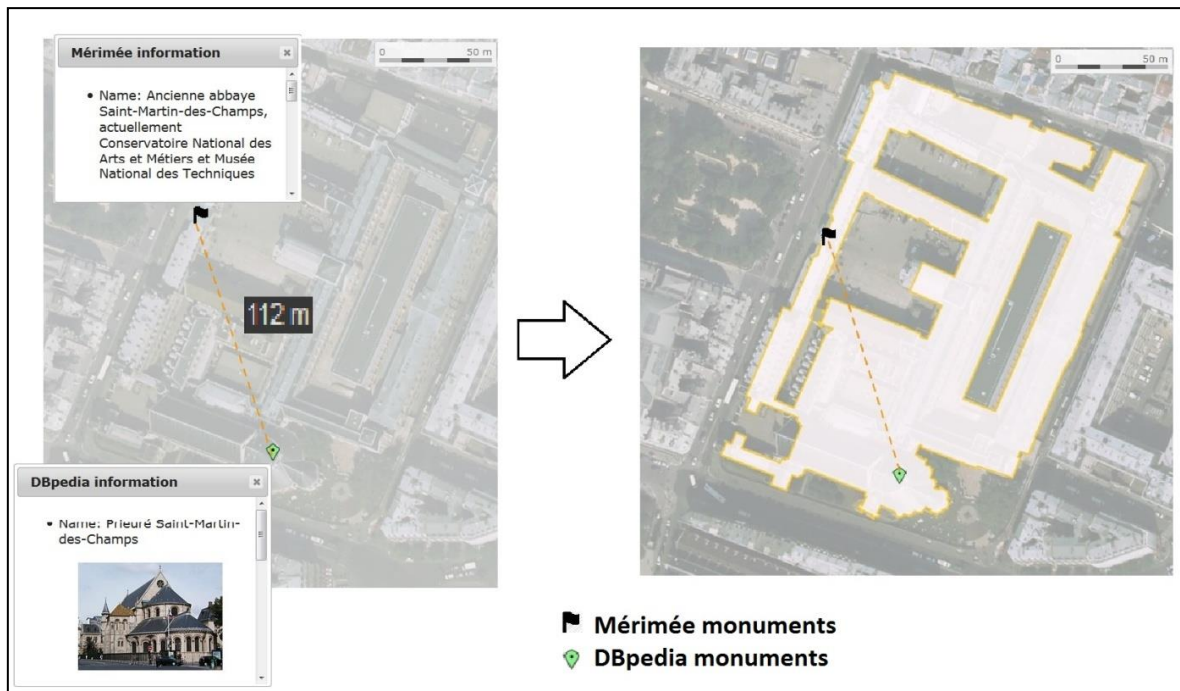 Mérimée information
• Name: Ancienne abbaye
Saint-Martin-des-Champs,
actuellement
Conservatoire National des
Arts et Métiers et Musée
National des Techniques
0 50 m
112 m
DBpedia information
• Name: Prieuré Saint-Martin-
des-Champs
0 50 m
Mérimée monuments
DBpedia monuments